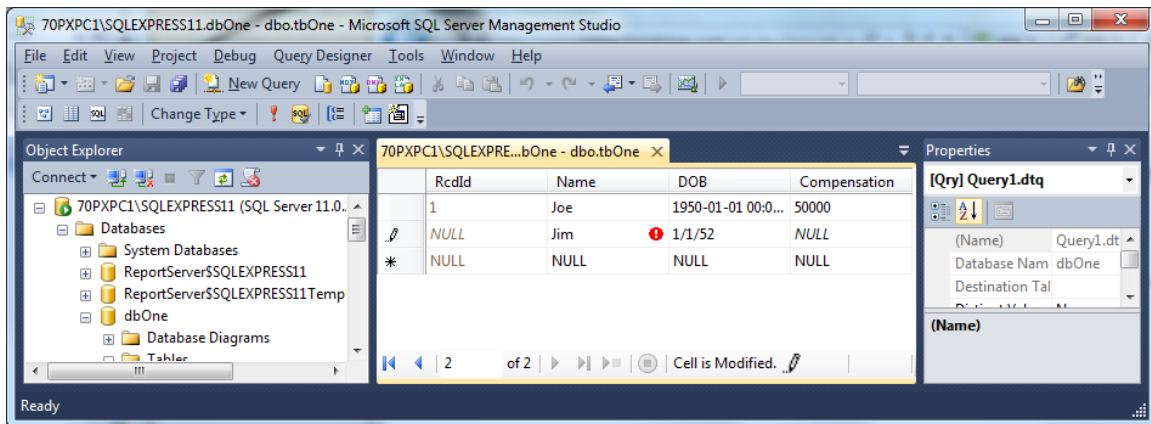 70PXPC1\SQLEXPRESS11.dbOne - dbo.tbOne - Microsoft SQL Server Management Studio
File Edit View Project Debug Query Designer Tools Window Help
New Query
Change Type
Object Explorer
Connect
70PXPC1\SQLEXPRESS11 (SQL Server 11.0..
Databases
System Databases
ReportServer$SQLEXPRESS11
ReportServer$SQLEXPRESS11Temp
dbOne
Database Diagrams
Tables
70PXPC1\SQLEXPRE...bOne - dbo.tbOne
RcdId Name DOB Compensation
1 Joe 1950-01-01 00:0... 50000
NULL Jim 1/1/52 NULL
NULL NULL NULL NULL
2 of 2 Cell is Modified.
Properties
[Qry] Query1.dtq
(Name) Query1.dt
Database Nam dbOne
Destination Tal
(Name)
Ready